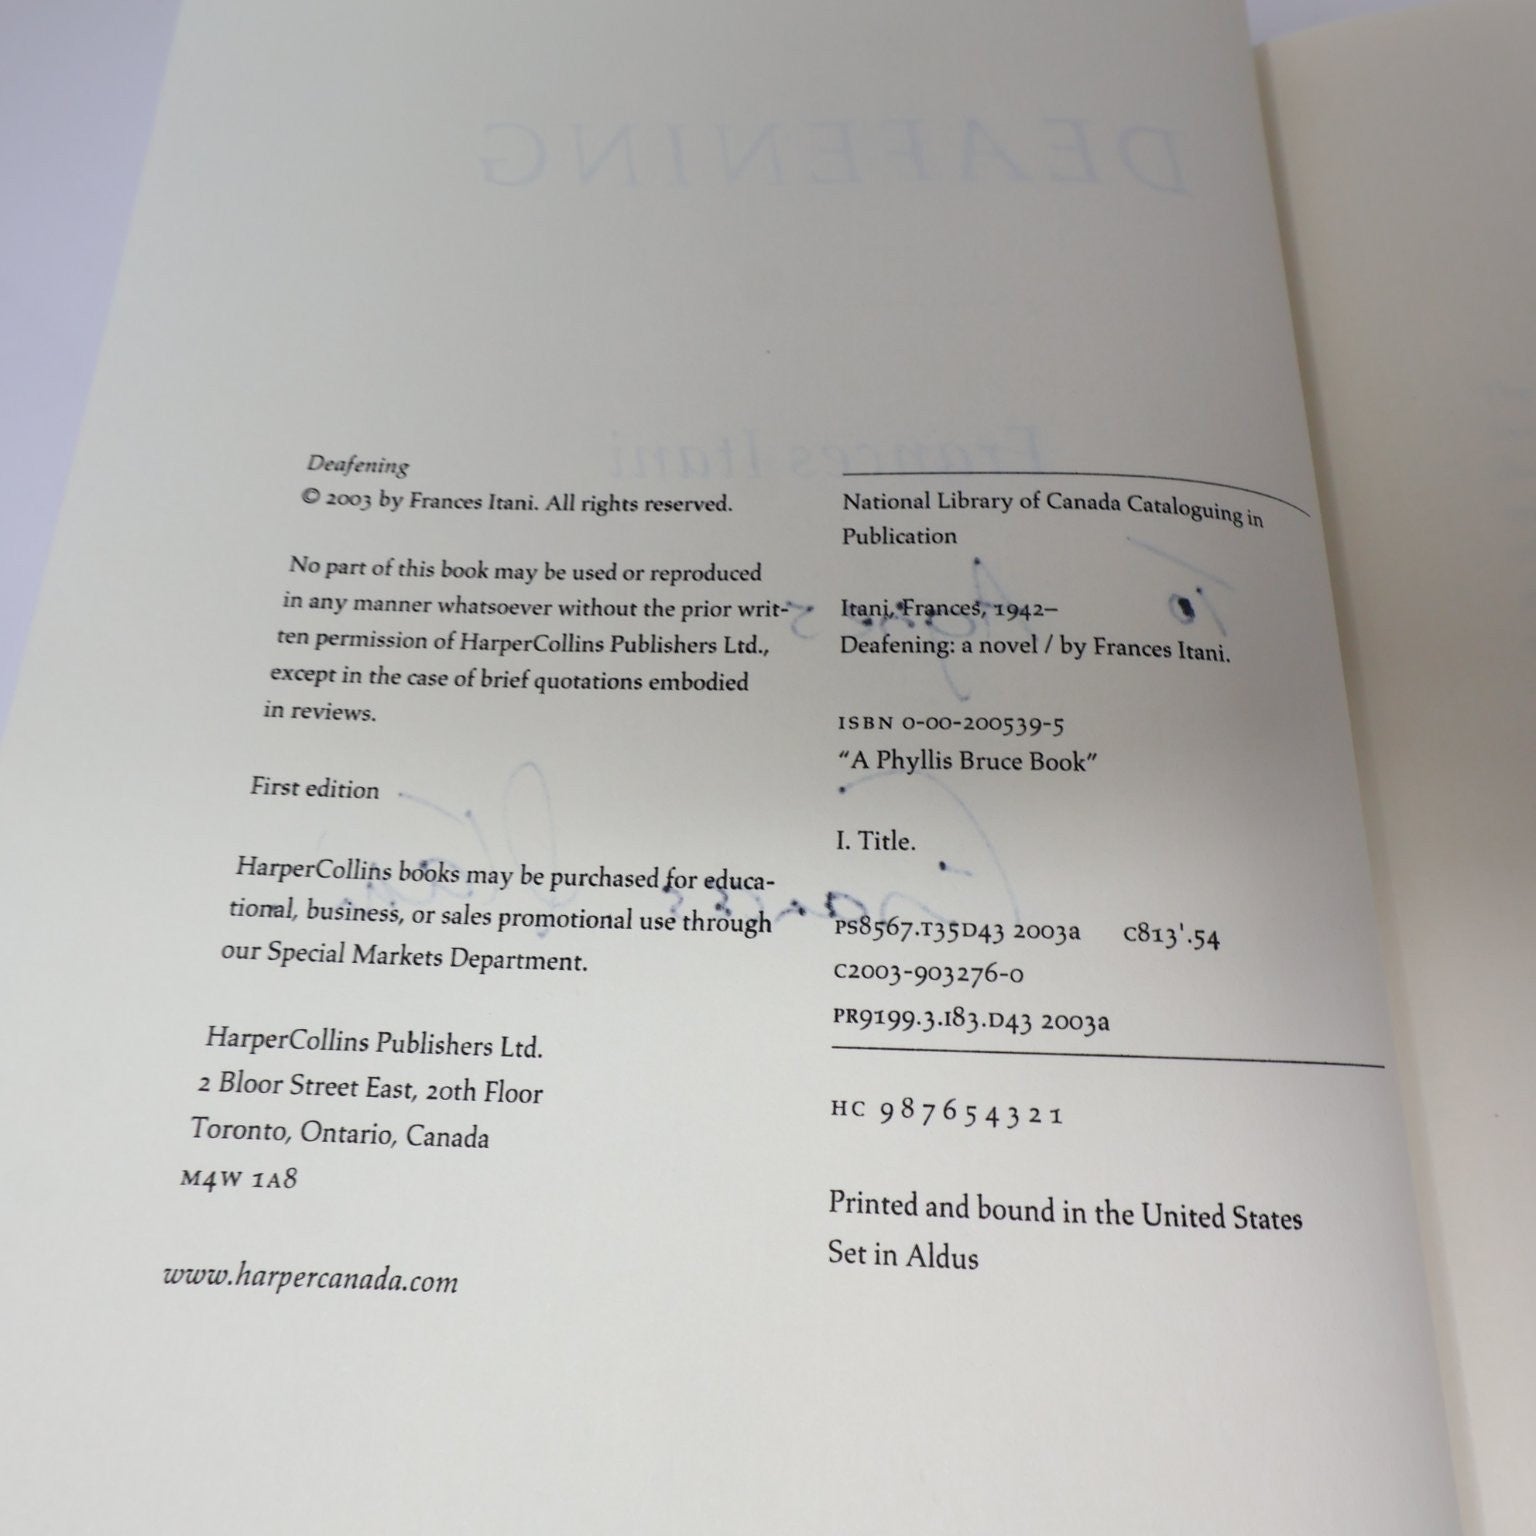 DEAFENING
Frances Itani
Deafening
© 2003 by Frances Itani. All rights reserved.
No part of this book may be used or reproduced
in any manner whatsoever without the prior writ-
ten permission of HarperCollins Publishers Ltd.,
except in the case of brief quotations embodied
in reviews.
First edition
HarperCollins books may be purchased for educa-
tional, business, or sales promotional use through
our Special Markets Department.
HarperCollins Publishers Ltd.
2 Bloor Street East, 20th Floor
Toronto, Ontario, Canada
M4W 1A8
www.harpercanada.com
National Library of Canada Cataloguing in
Publication
Itani, Frances, 1942–
Deafening: a novel / by Frances Itani.
ISBN 0-00-200539-5
“A Phyllis Bruce Book”
I. Title.
PS8567.T35D43 2003a C813'.54
C2003-903276-0
PR9199.3.I83.D43 2003a
HC 9 8 7 6 5 4 3 2 1
Printed and bound in the United States
Set in Aldus
To
Frances Itani